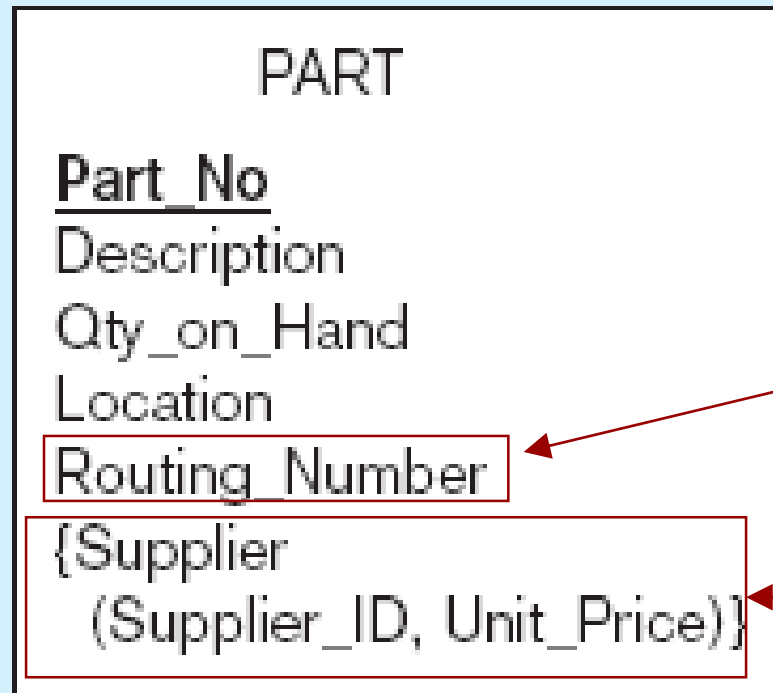 PART
Part_No
Description
Qty_on_Hand
Location
Routing_Number
{Supplier
(Supplier_ID, Unit_Price)}